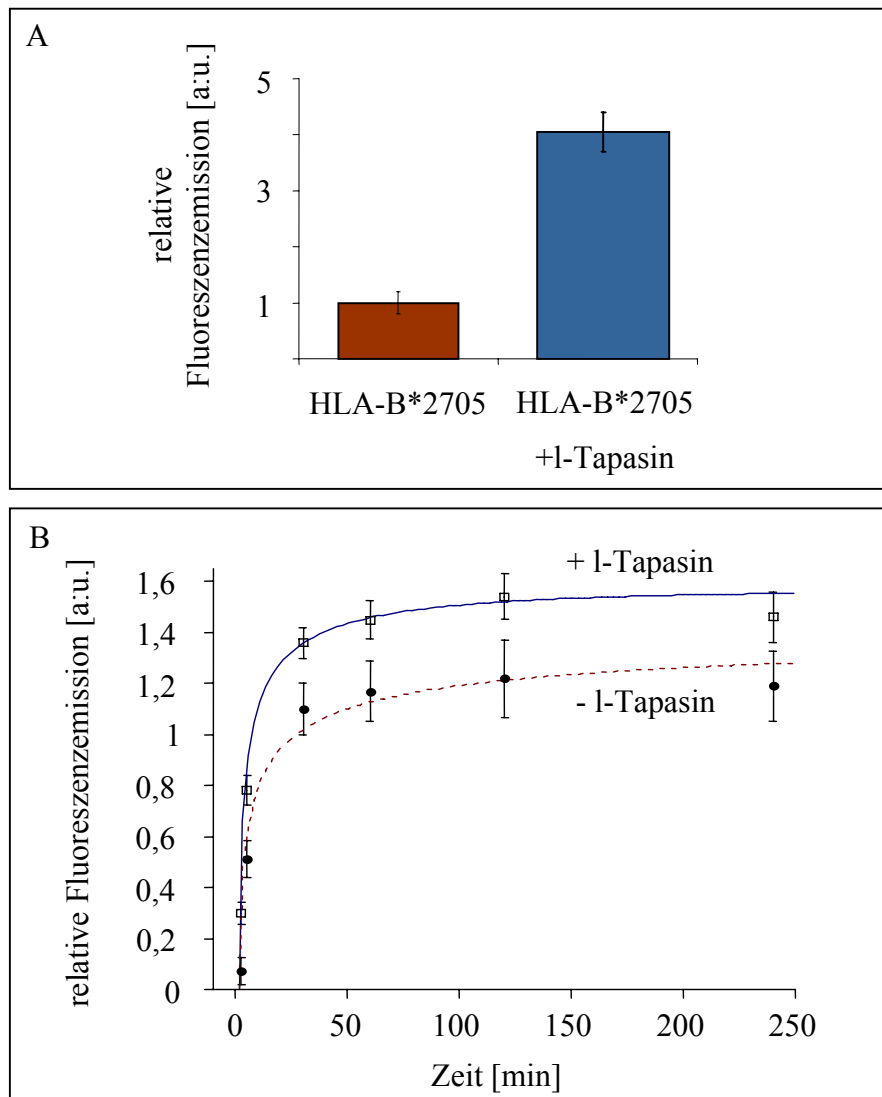 A
relative
Fluoreszenzemission [a.u.]
5
3
1
HLA-B*2705
HLA-B*2705
+l-Tapasin
B
relative Fluoreszenzemission [a.u.]
1,6
1,4
1,2
1
0,8
0,6
0,4
0,2
0
+ l-Tapasin
- l-Tapasin
0 50 100 150 200 250
Zeit [min]